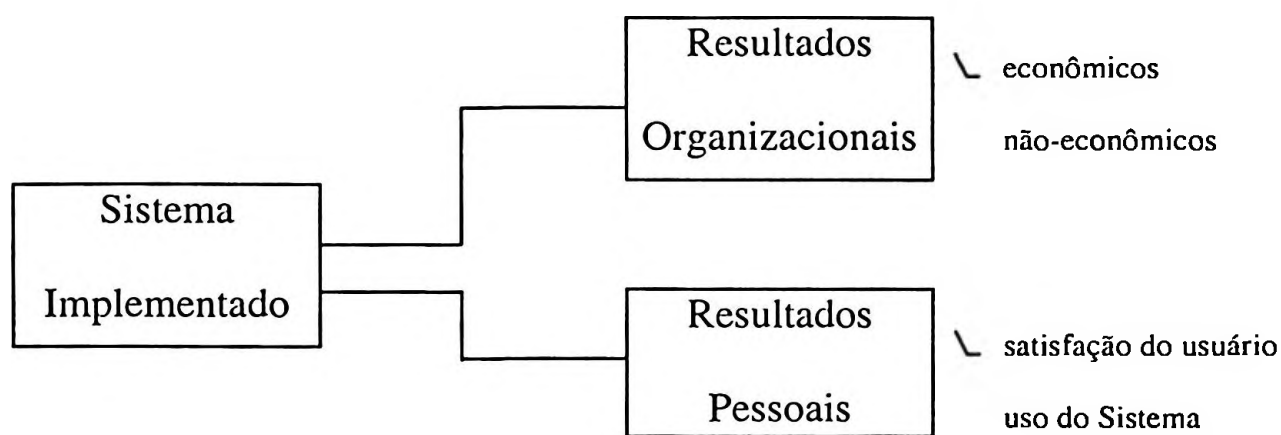 Resultados
Organizacionais
econômicos
não-econômicos
Sistema
Implementado
Resultados
Pessoais
satisfação do usuário
uso do Sistema